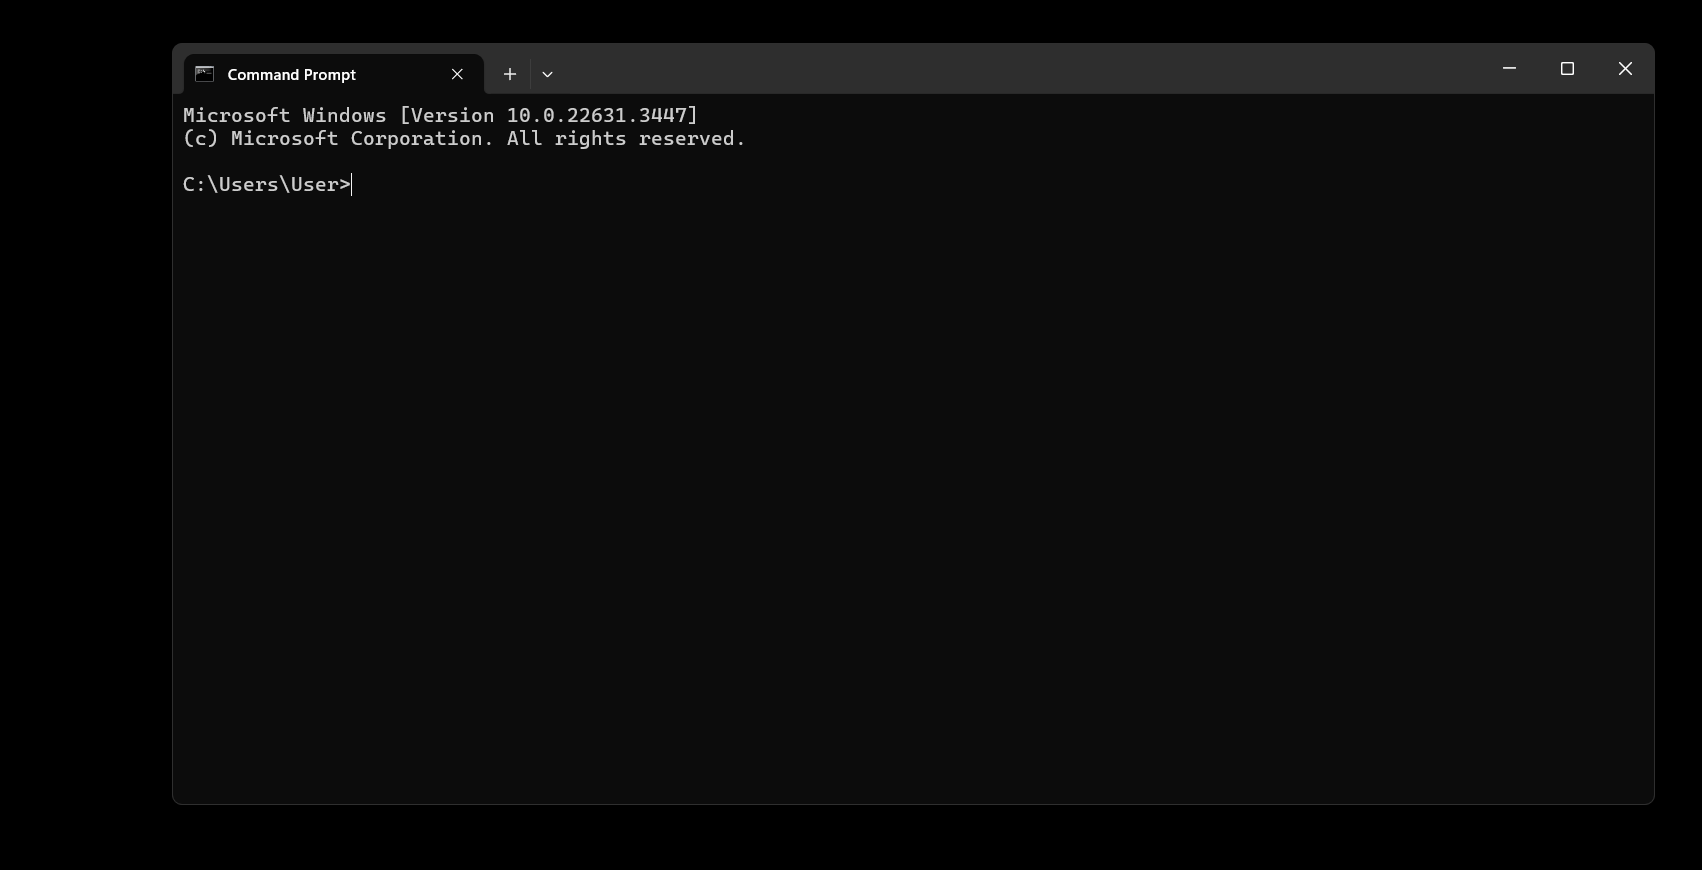 Command Prompt
Microsoft Windows [Version 10.0.22631.3447]
(c) Microsoft Corporation. All rights reserved.
C:\Users\User>